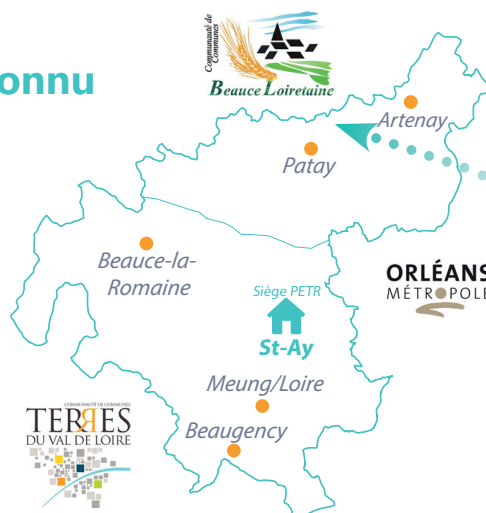 Communauté de
Communes
Beauce Loiretaine
onnu
Artenay
Patay
Beauce-la-
Romaine
ORLÉANS
MÉTROPOLE
Siège PETR
St-Ay
Meung/Loire
COMMUNAUTÉ DE COMMUNES
TERRES
DU VAL DE LOIRE
Beaugency